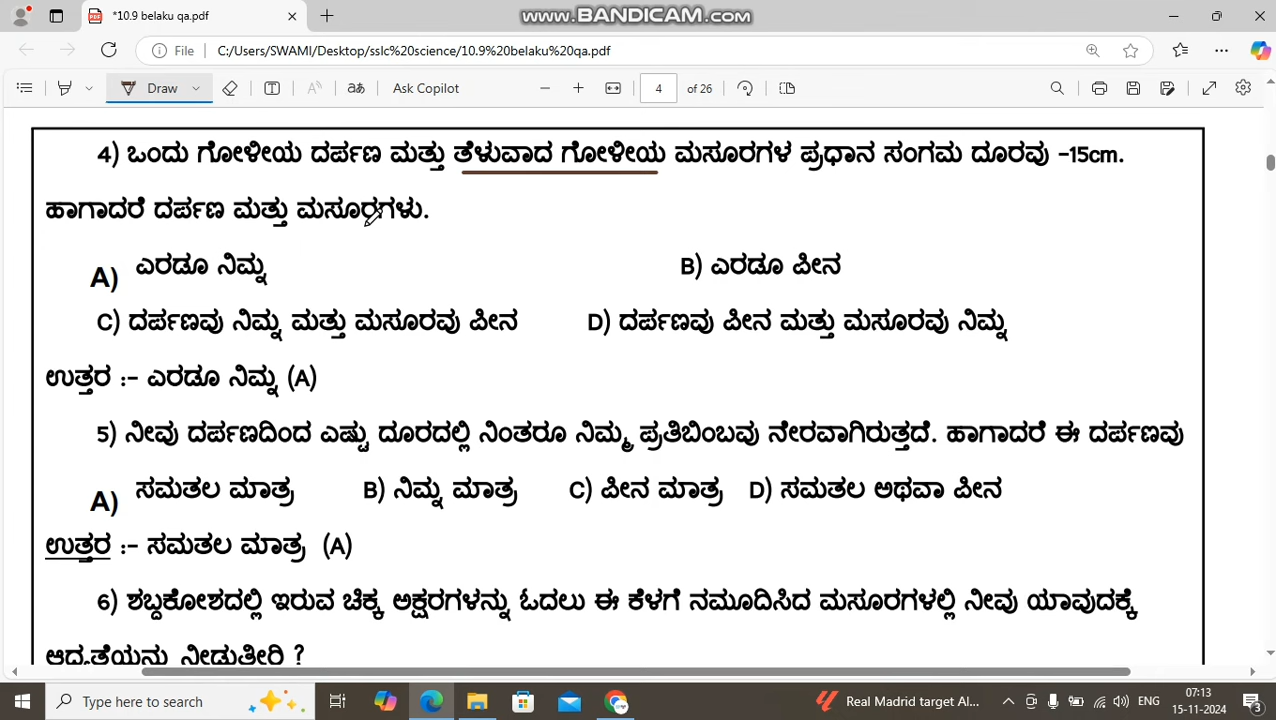 *10.9 belaku qa.pdf
www.BANDICAM.com
File C:/Users/SWAMI/Desktop/sslc%20science/10.9%20belaku%20qa.pdf
Draw Ask Copilot 4 of 26
4) ಒಂದು ಗೋಳೀಯ ದರ್ಪಣ ಮತ್ತು ತೆಳುವಾದ ಗೋಳೀಯ ಮಸೂರಗಳ ಪ್ರಧಾನ ಸಂಗಮ ದೂರವು -15cm.
ಹಾಗಾದರೆ ದರ್ಪಣ ಮತ್ತು ಮಸೂರಗಳು.
A) ಎರಡೂ ನಿಮ್ನ B) ಎರಡೂ ಪೀನ
C) ದರ್ಪಣವು ನಿಮ್ನ ಮತ್ತು ಮಸೂರವು ಪೀನ D) ದರ್ಪಣವು ಪೀನ ಮತ್ತು ಮಸೂರವು ನಿಮ್ನ
ಉತ್ತರ :- ಎರಡೂ ನಿಮ್ನ (A)
5) ನೀವು ದರ್ಪಣದಿಂದ ಎಷ್ಟು ದೂರದಲ್ಲಿ ನಿಂತರೂ ನಿಮ್ಮ ಪ್ರತಿಬಿಂಬವು ನೇರವಾಗಿರುತ್ತದೆ. ಹಾಗಾದರೆ ಈ ದರ್ಪಣವು
A) ಸಮತಲ ಮಾತ್ರ B) ನಿಮ್ನ ಮಾತ್ರ C) ಪೀನ ಮಾತ್ರ D) ಸಮತಲ ಅಥವಾ ಪೀನ
ಉತ್ತರ :- ಸಮತಲ ಮಾತ್ರ (A)
6) ಶಬ್ದಕೋಶದಲ್ಲಿ ಇರುವ ಚಿಕ್ಕ ಅಕ್ಷರಗಳನ್ನು ಓದಲು ಈ ಕೆಳಗೆ ನಮೂದಿಸಿದ ಮಸೂರಗಳಲ್ಲಿ ನೀವು ಯಾವುದಕ್ಕೆ
ಆದ್ಯತೆಯನ್ನು ನೀಡುತ್ತೀರಿ ?
Type here to search Real Madrid target Al... ENG 07:13
15-11-2024 3